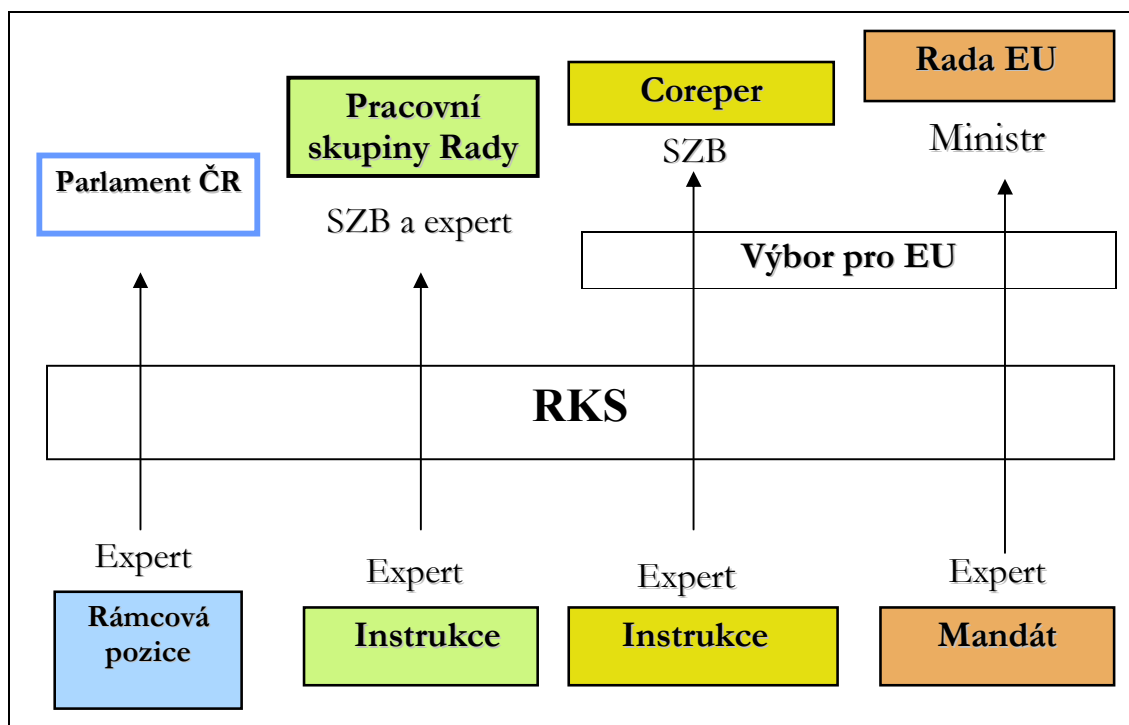 Rada EU
Ministr
Coreper
SZB
Pracovní
skupiny Rady
SZB a expert
Parlament ČR
Výbor pro EU
RKS
Expert
Rámcová
pozice
Expert
Instrukce
Expert
Instrukce
Expert
Mandát